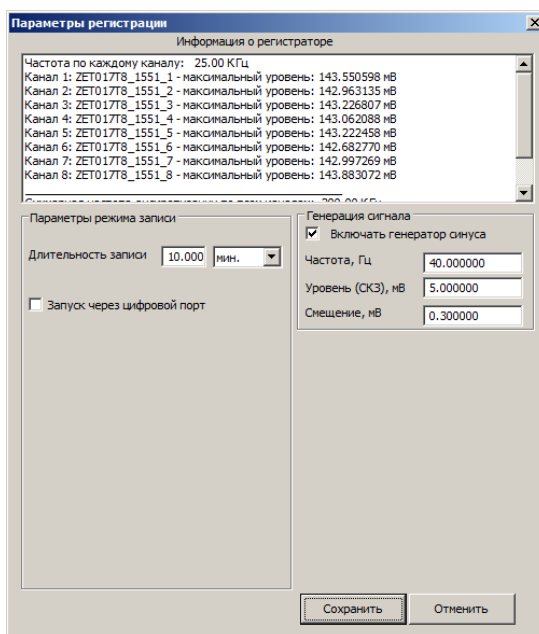 Параметры регистрации
Информация о регистраторе
Частота по каждому каналу: 25.00 КГц
Канал 1: ZET017T8_1551_1 - максимальный уровень: 143.550598 мВ
Канал 2: ZET017T8_1551_2 - максимальный уровень: 142.963135 мВ
Канал 3: ZET017T8_1551_3 - максимальный уровень: 143.226807 мВ
Канал 4: ZET017T8_1551_4 - максимальный уровень: 143.062088 мВ
Канал 5: ZET017T8_1551_5 - максимальный уровень: 143.222458 мВ
Канал 6: ZET017T8_1551_6 - максимальный уровень: 142.682770 мВ
Канал 7: ZET017T8_1551_7 - максимальный уровень: 142.997269 мВ
Канал 8: ZET017T8_1551_8 - максимальный уровень: 143.883072 мВ
Параметры режима записи
Длительность записи 10.000 мин.
Запуск через цифровой порт
Генерация сигнала
Включать генератор синуса
Частота, Гц 40.000000
Уровень (СКЗ), мВ 5.000000
Смещение, мВ 0.300000
Сохранить Отменить